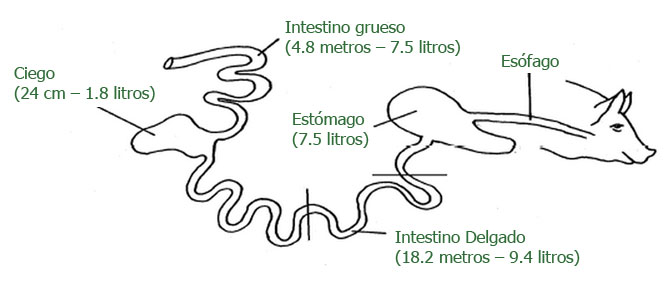 Intestino grueso
(4.8 metros – 7.5 litros)
Ciego
(24 cm – 1.8 litros)
Esófago
Estómago
(7.5 litros)
Intestino Delgado
(18.2 metros – 9.4 litros)